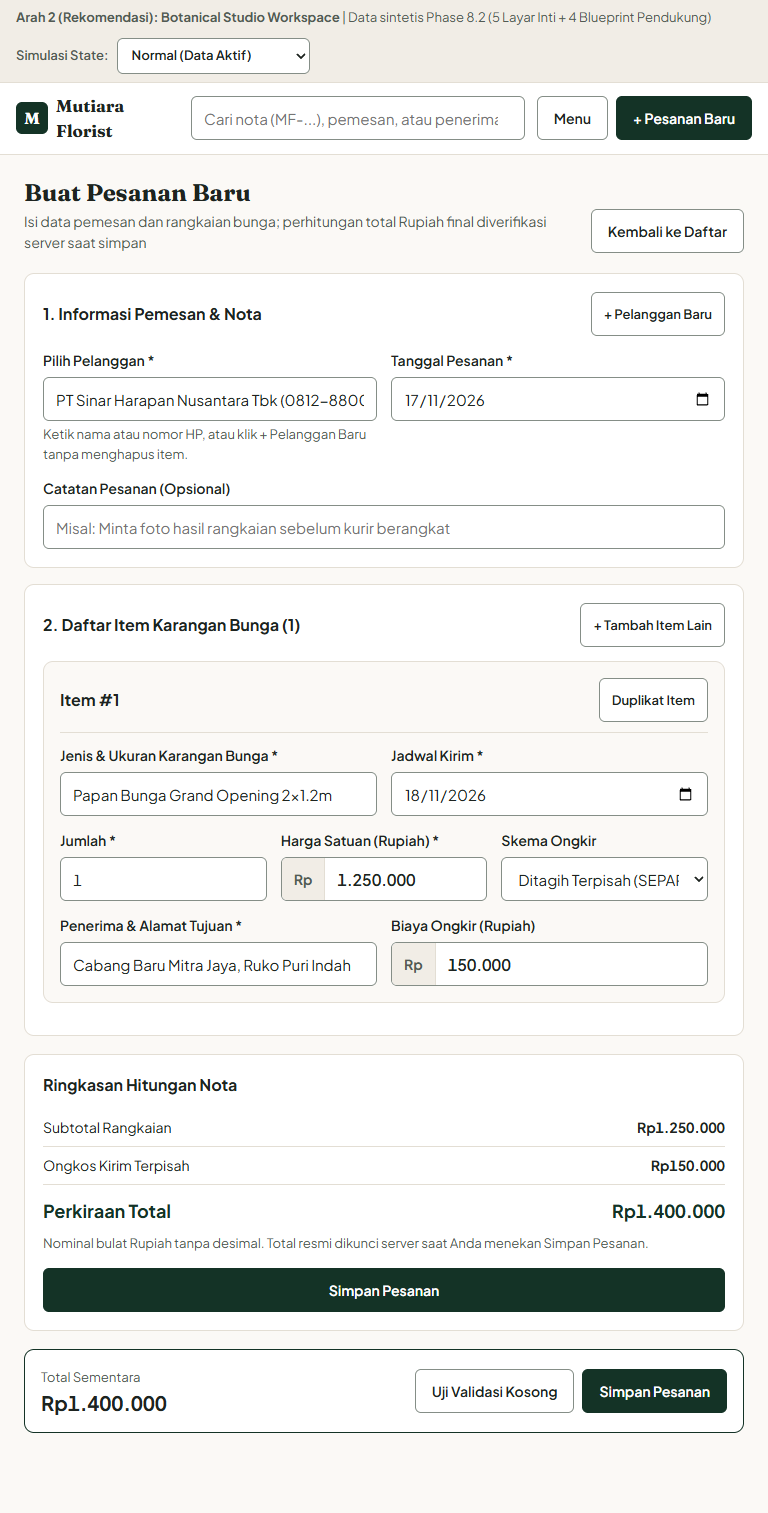 Arah 2 (Rekomendasi): Botanical Studio Workspace | Data sintetis Phase 8.2 (5 Layar Inti + 4 Blueprint Pendukung)
Simulasi State: Normal (Data Aktif)
M Mutiara Florist
Cari nota (MF-...), pemesan, atau penerima
Menu
+ Pesanan Baru
Buat Pesanan Baru
Isi data pemesan dan rangkaian bunga; perhitungan total Rupiah final diverifikasi
server saat simpan
Kembali ke Daftar
1. Informasi Pemesan & Nota
+ Pelanggan Baru
Pilih Pelanggan *
Tanggal Pesanan *
PT Sinar Harapan Nusantara Tbk (0812-880
17/11/2026
Ketik nama atau nomor HP, atau klik + Pelanggan Baru
tanpa menghapus item.
Catatan Pesanan (Opsional)
Misal: Minta foto hasil rangkaian sebelum kurir berangkat
2. Daftar Item Karangan Bunga (1)
+ Tambah Item Lain
Item #1
Duplikat Item
Jenis & Ukuran Karangan Bunga *
Jadwal Kirim *
Papan Bunga Grand Opening 2×1.2m
18/11/2026
Jumlah *
Harga Satuan (Rupiah) *
Skema Ongkir
1
Rp 1.250.000
Ditagih Terpisah (SEPAR
Penerima & Alamat Tujuan *
Biaya Ongkir (Rupiah)
Cabang Baru Mitra Jaya, Ruko Puri Indah
Rp 150.000
Ringkasan Hitungan Nota
Subtotal Rangkaian Rp1.250.000
Ongkos Kirim Terpisah Rp150.000
Perkiraan Total Rp1.400.000
Nominal bulat Rupiah tanpa desimal. Total resmi dikunci server saat Anda menekan Simpan Pesanan.
Simpan Pesanan
Total Sementara
Rp1.400.000
Uji Validasi Kosong
Simpan Pesanan